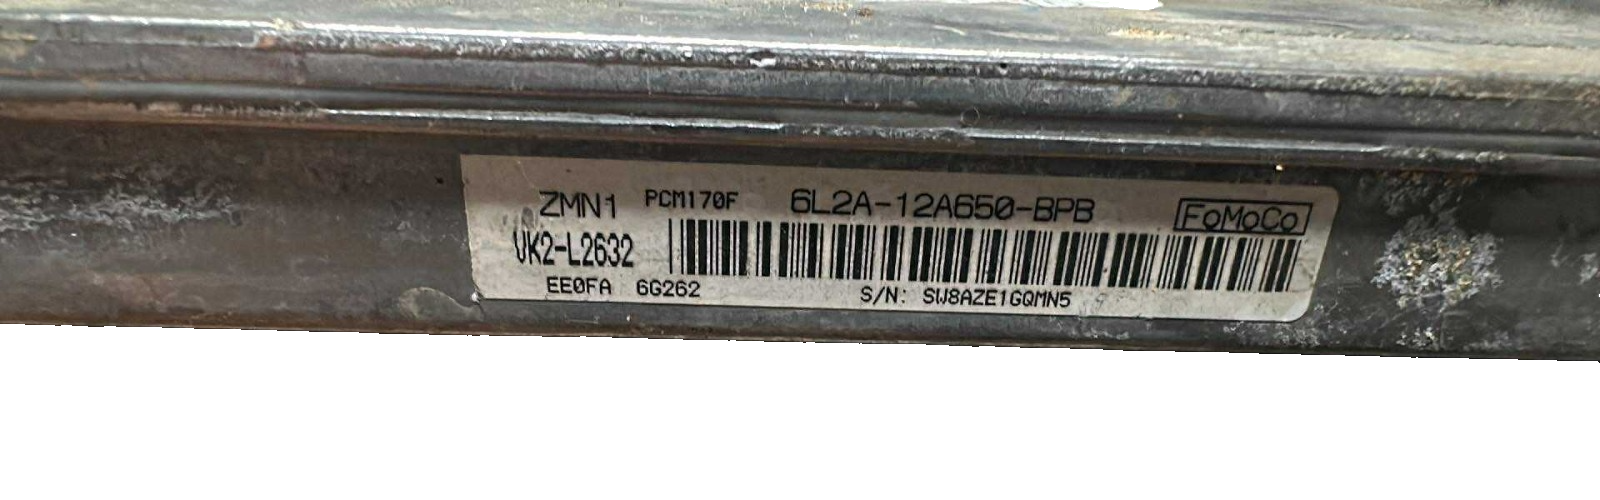 ZMN1 PCM170F 6L2A-12A650-BPB FoMoCo
VK2-L2632
EE0FA 6G262 S/N: SW8AZE1GQMN5